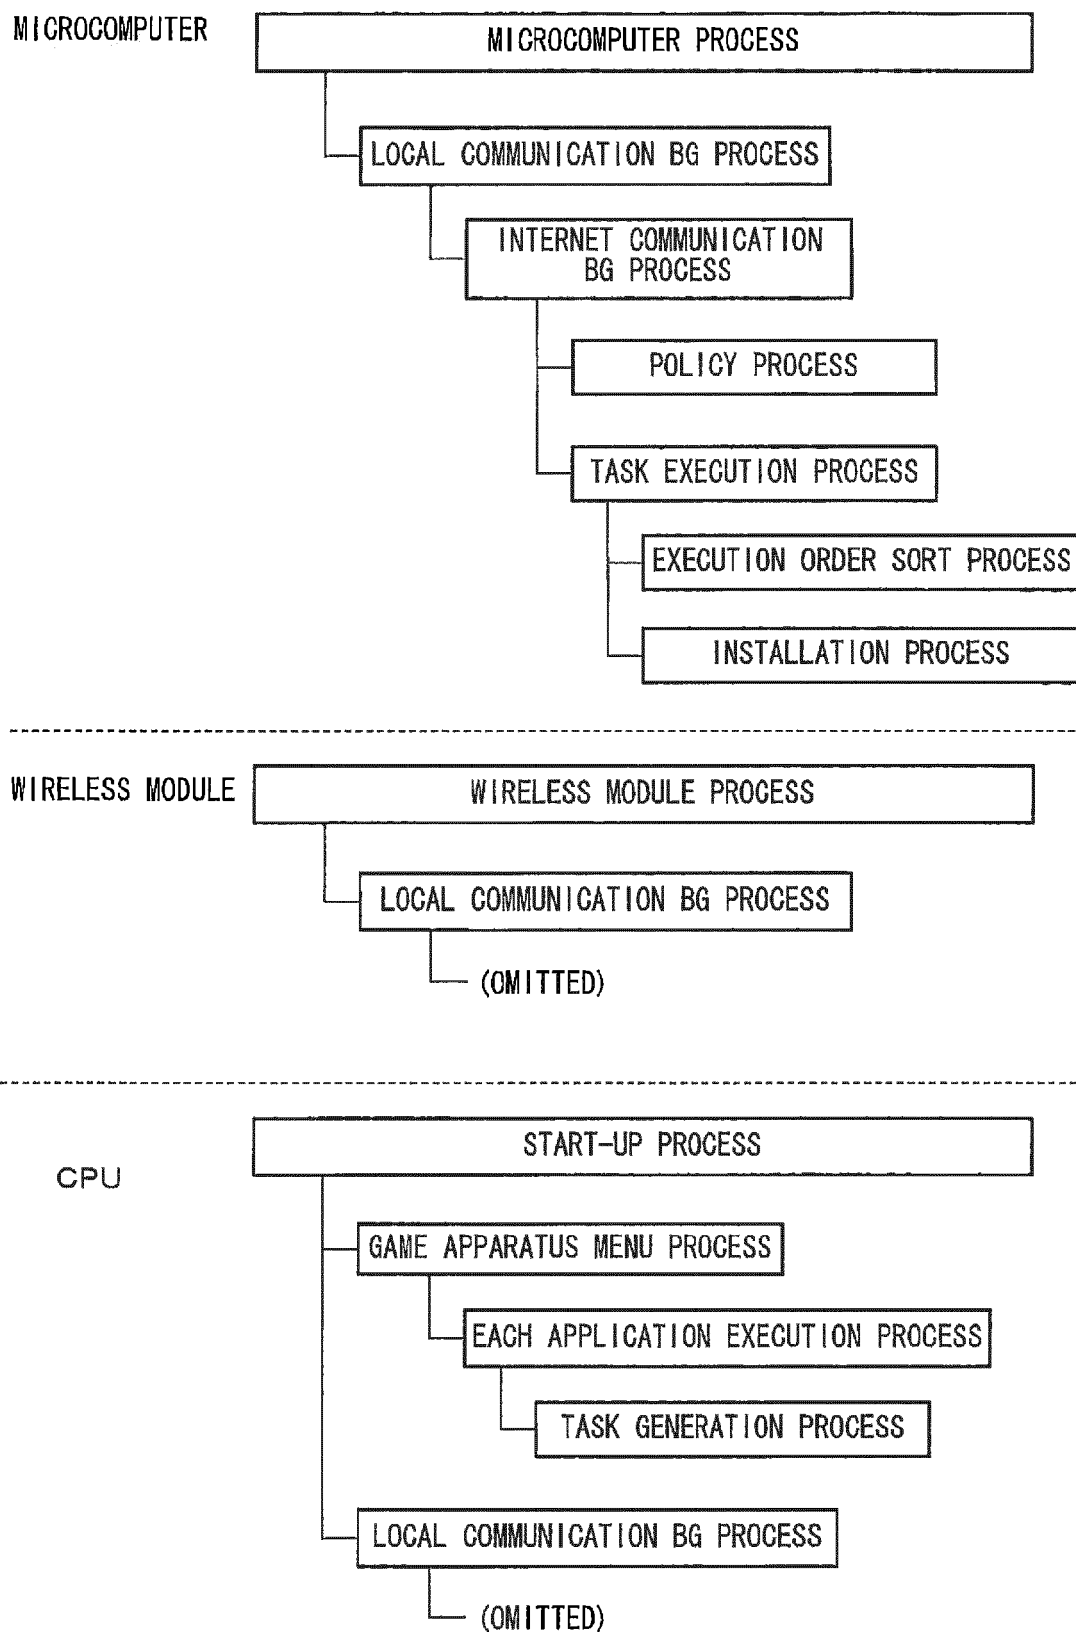 MICROCOMPUTER
MICROCOMPUTER PROCESS
LOCAL COMMUNICATION BG PROCESS
INTERNET COMMUNICATION
BG PROCESS
POLICY PROCESS
TASK EXECUTION PROCESS
EXECUTION ORDER SORT PROCESS
INSTALLATION PROCESS
WIRELESS MODULE
WIRELESS MODULE PROCESS
LOCAL COMMUNICATION BG PROCESS
(OMITTED)
CPU
START-UP PROCESS
GAME APPARATUS MENU PROCESS
EACH APPLICATION EXECUTION PROCESS
TASK GENERATION PROCESS
LOCAL COMMUNICATION BG PROCESS
(OMITTED)